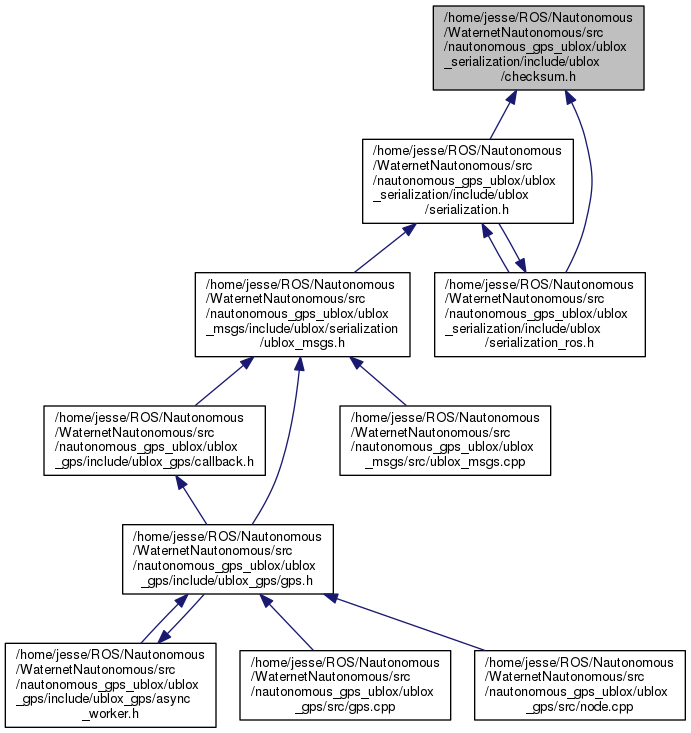 /home/jesse/ROS/Nautonomous
/WaternetNautonomous/src
/nautonomous_gps_ublox/ublox
_serialization/include/ublox
/checksum.h
/home/jesse/ROS/Nautonomous
/WaternetNautonomous/src
/nautonomous_gps_ublox/ublox
_serialization/include/ublox
/serialization.h
/home/jesse/ROS/Nautonomous
/WaternetNautonomous/src
/nautonomous_gps_ublox/ublox
_msgs/include/ublox/serialization
/ublox_msgs.h
/home/jesse/ROS/Nautonomous
/WaternetNautonomous/src
/nautonomous_gps_ublox/ublox
_serialization/include/ublox
/serialization_ros.h
/home/jesse/ROS/Nautonomous
/WaternetNautonomous/src
/nautonomous_gps_ublox/ublox
_gps/include/ublox_gps/callback.h
/home/jesse/ROS/Nautonomous
/WaternetNautonomous/src
/nautonomous_gps_ublox/ublox
_msgs/src/ublox_msgs.cpp
/home/jesse/ROS/Nautonomous
/WaternetNautonomous/src
/nautonomous_gps_ublox/ublox
_gps/include/ublox_gps/gps.h
/home/jesse/ROS/Nautonomous
/WaternetNautonomous/src
/nautonomous_gps_ublox/ublox
_gps/include/ublox_gps/async
_worker.h
/home/jesse/ROS/Nautonomous
/WaternetNautonomous/src
/nautonomous_gps_ublox/ublox
_gps/src/gps.cpp
/home/jesse/ROS/Nautonomous
/WaternetNautonomous/src
/nautonomous_gps_ublox/ublox
_gps/src/node.cpp